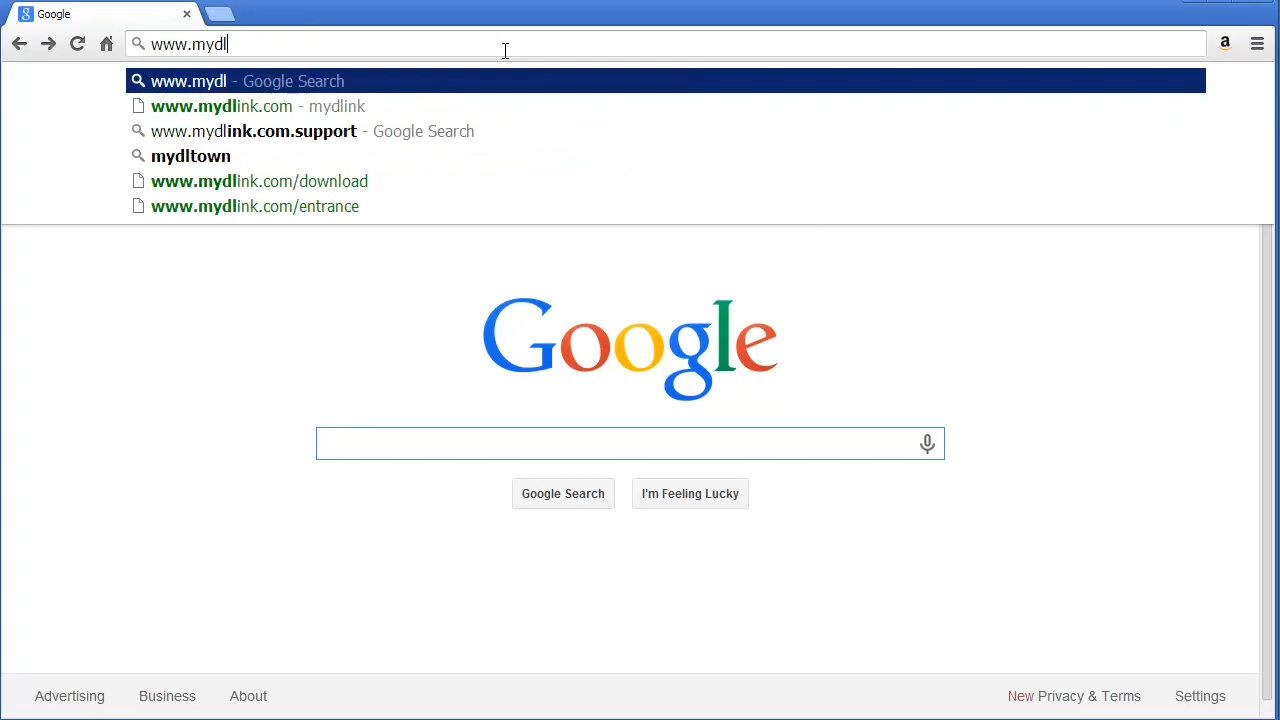 Google
www.mydl
www.mydl - Google Search
www.mydlink.com - mydlink
www.mydlink.com.support - Google Search
mydltown
www.mydlink.com/download
www.mydlink.com/entrance
Google
Google Search I'm Feeling Lucky
Advertising Business About New Privacy & Terms Settings